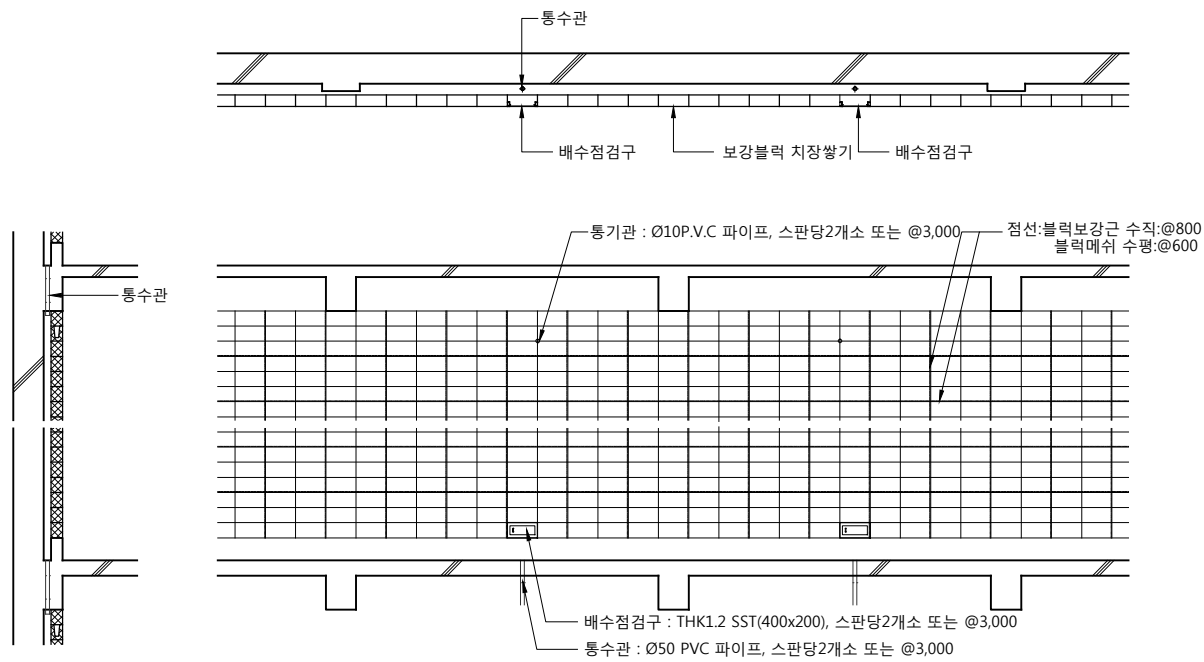 통수관
배수점검구
보강블럭 치장쌓기
배수점검구
통기관 : Ø10P.V.C 파이프, 스판당2개소 또는 @3,000
점선:블럭보강근 수직:@800
블럭메쉬 수평:@600
통수관
배수점검구 : THK1.2 SST(400x200), 스판당2개소 또는 @3,000
통수관 : Ø50 PVC 파이프, 스판당2개소 또는 @3,000